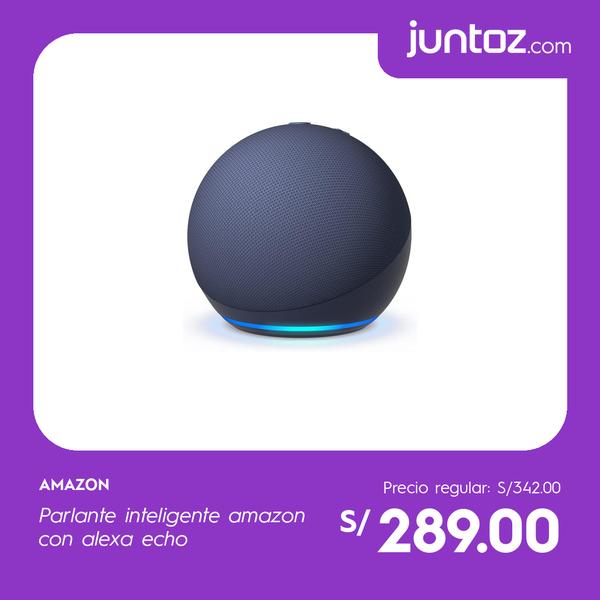 juntoz.com
AMAZON
Parlante inteligente amazon
con alexa echo
Precio regular: S/342.00
S/ 289.00